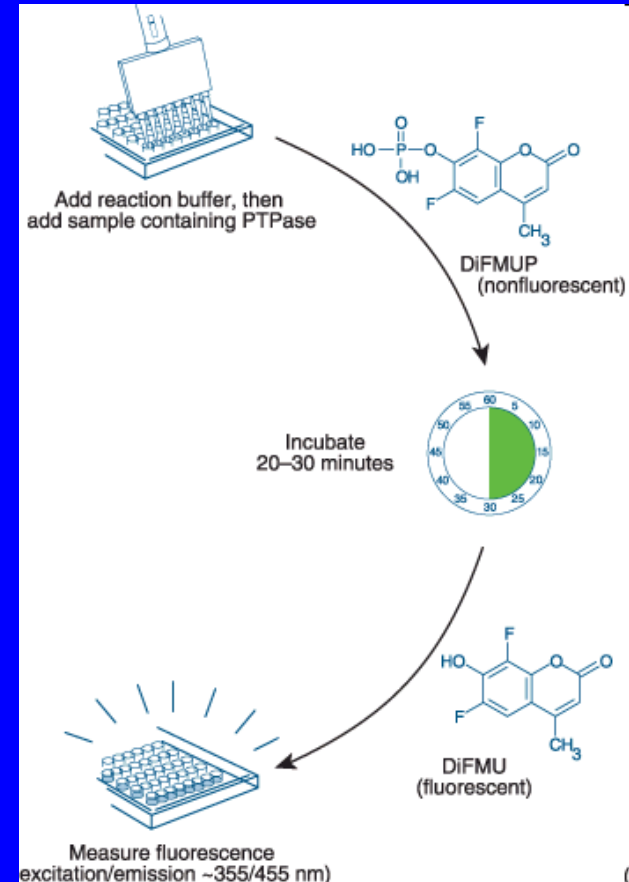 Add reaction buffer, then
add sample containing PTPase
O
HO
P
O
OH
F
F
O
O
CH3
DiFMUP
(nonfluorescent)
Incubate
20–30 minutes
60
5
10
15
20
25
30
35
40
45
50
55
F
HO
O
O
F
CH3
DiFMU
(fluorescent)
Measure fluorescence
excitation/emission ~355/455 nm)
(